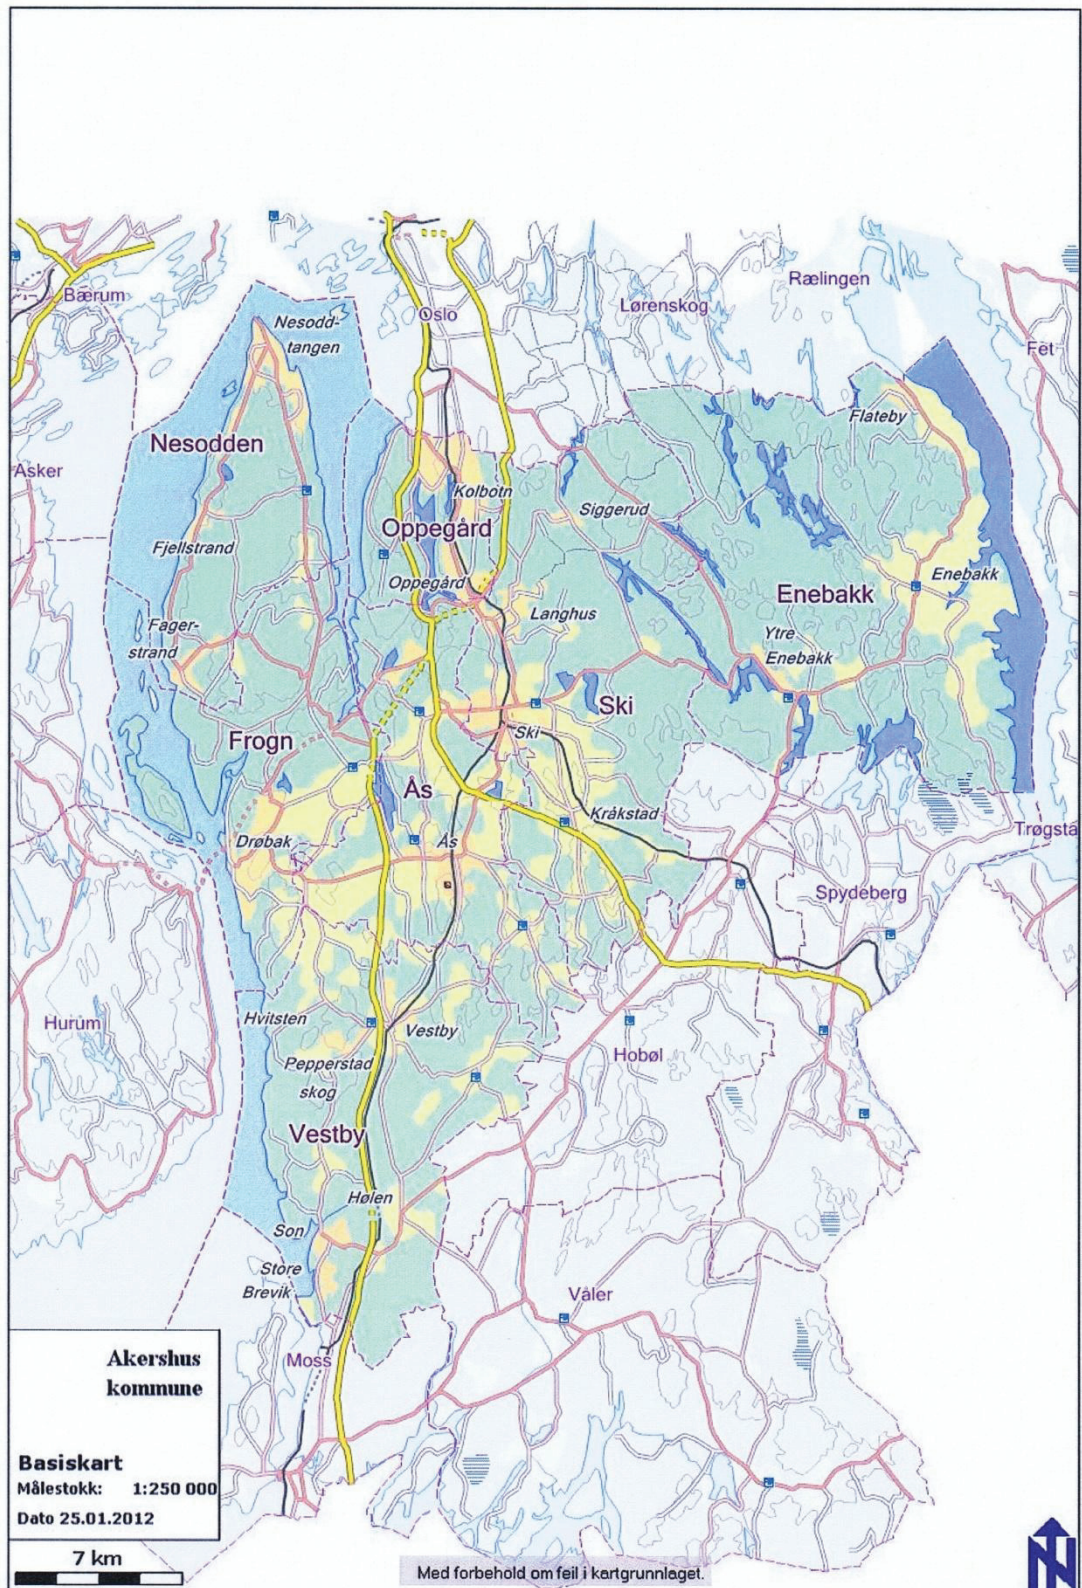 Bærum
Oslo
Lørenskog
Rælingen
Nesodd-
tangen
Fet
Flateby
Nesodden
Asker
Kolbotn
Siggerud
Oppegård
Fjellstrand
Oppegård
Enebakk
Enebakk
Langhus
Fager-
strand
Ytre
Enebakk
Ski
Frogn
Ski
Ås
Kråkstad
Drøbak
Ås
Trøgsta
Spydeberg
Hurum
Hvitsten
Vestby
Hobøl
Pepperstad
skog
Vestby
Hølen
Son
Store
Brevik
Våler
Moss
Akershus
kommune
Basiskart
Målestokk: 1:250 000
Dato 25.01.2012
7 km
Med forbehold om feil i kartgrunnlaget.
N